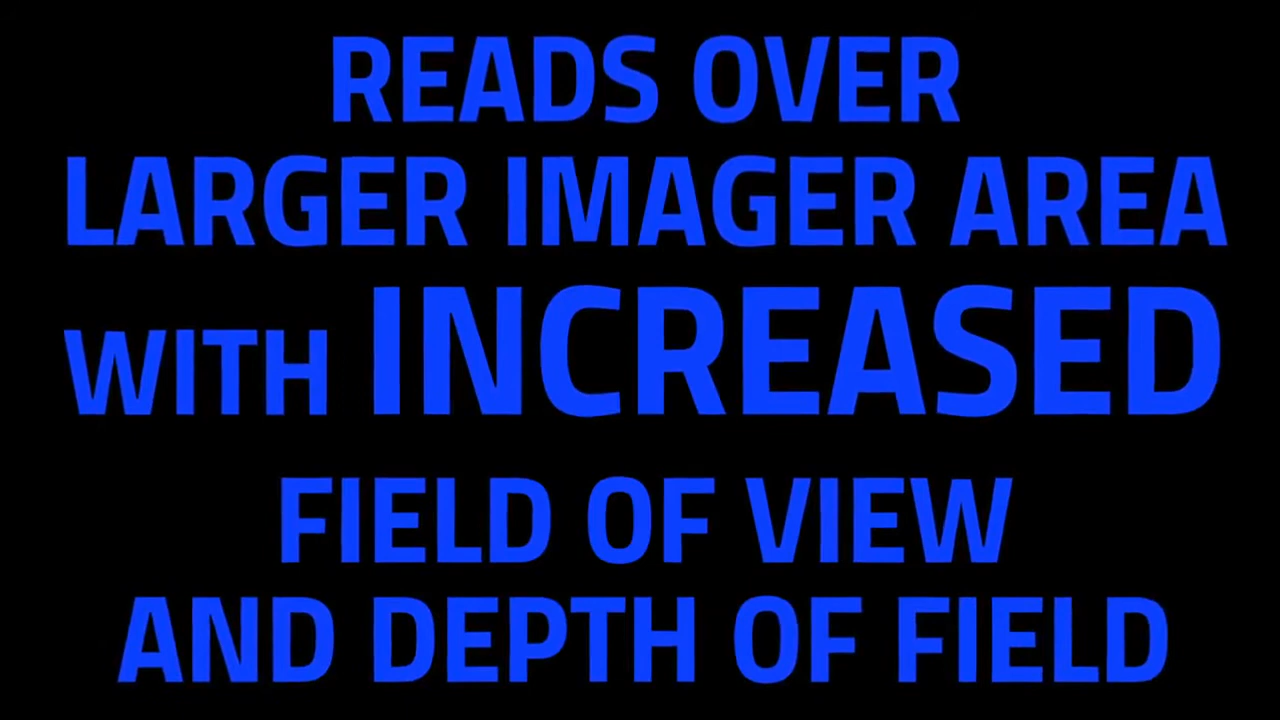 READS OVER
LARGER IMAGER AREA
WITH INCREASED
FIELD OF VIEW
AND DEPTH OF FIELD